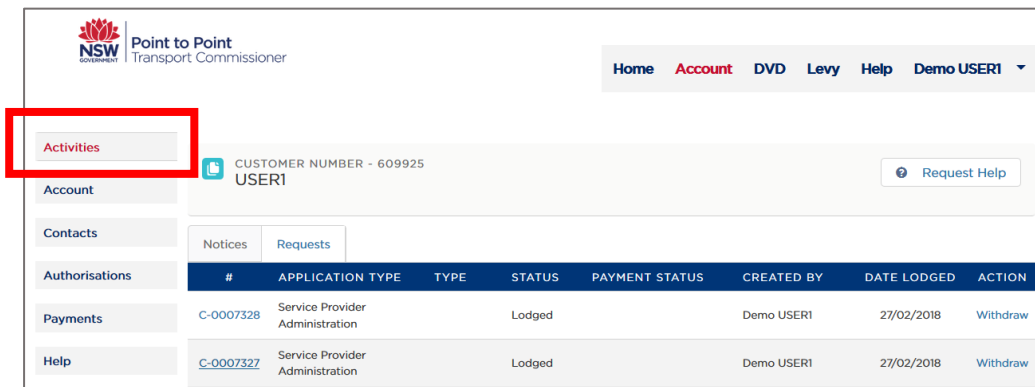 NSW
GOVERNMENT
Point to Point
Transport Commissioner
Home Account DVD Levy Help Demo USER1
Activities
Account
Contacts
Authorisations
Payments
Help
CUSTOMER NUMBER - 609925
USER1
Request Help
Notices Requests
# APPLICATION TYPE TYPE STATUS PAYMENT STATUS CREATED BY DATE LODGED ACTION
C-0007328 Service Provider Administration Lodged Demo USER1 27/02/2018 Withdraw
C-0007327 Service Provider Administration Lodged Demo USER1 27/02/2018 Withdraw